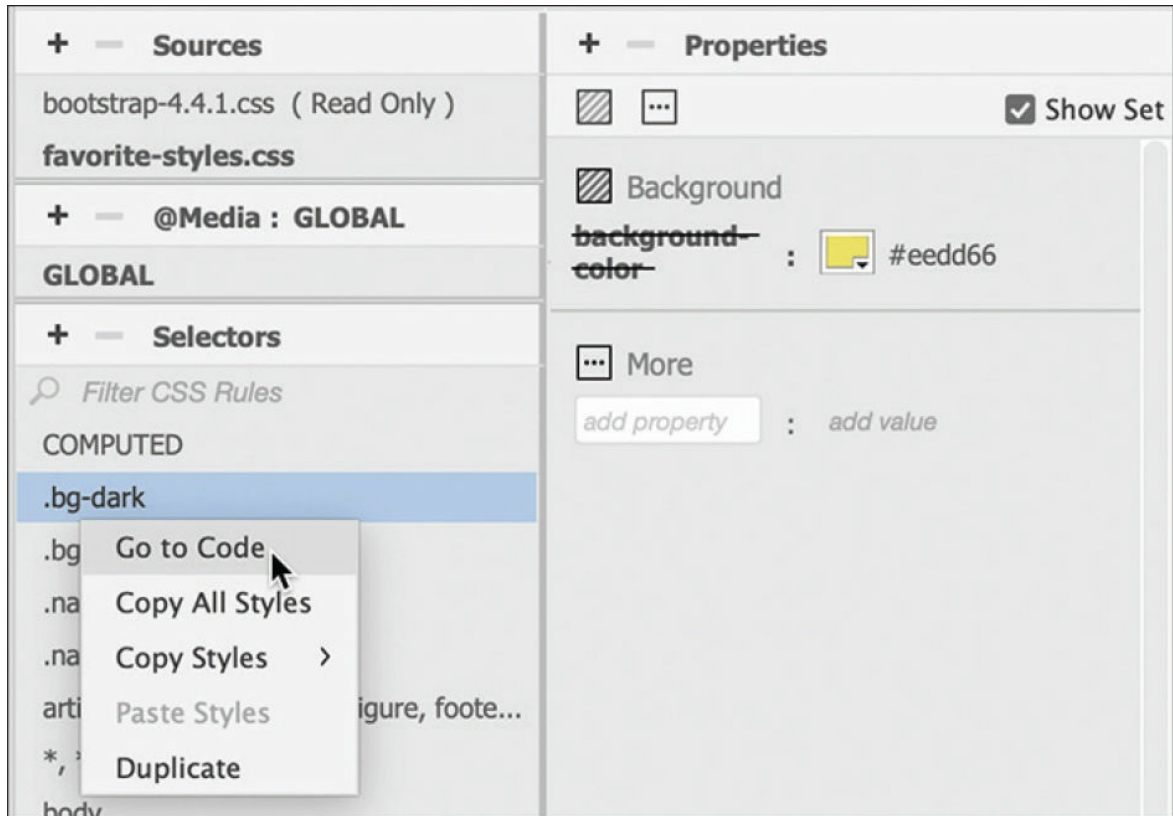 + − Sources
bootstrap-4.4.1.css ( Read Only )
favorite-styles.css
+ − @Media : GLOBAL
GLOBAL
+ − Selectors
Filter CSS Rules
COMPUTED
.bg-dark
.bg
.na
.na
arti
igure, foote...
*, 
body
Go to Code
Copy All Styles
Copy Styles >
Paste Styles
Duplicate
+ − Properties
Show Set
Background
background-
color : #eedd66
More
add property : add value